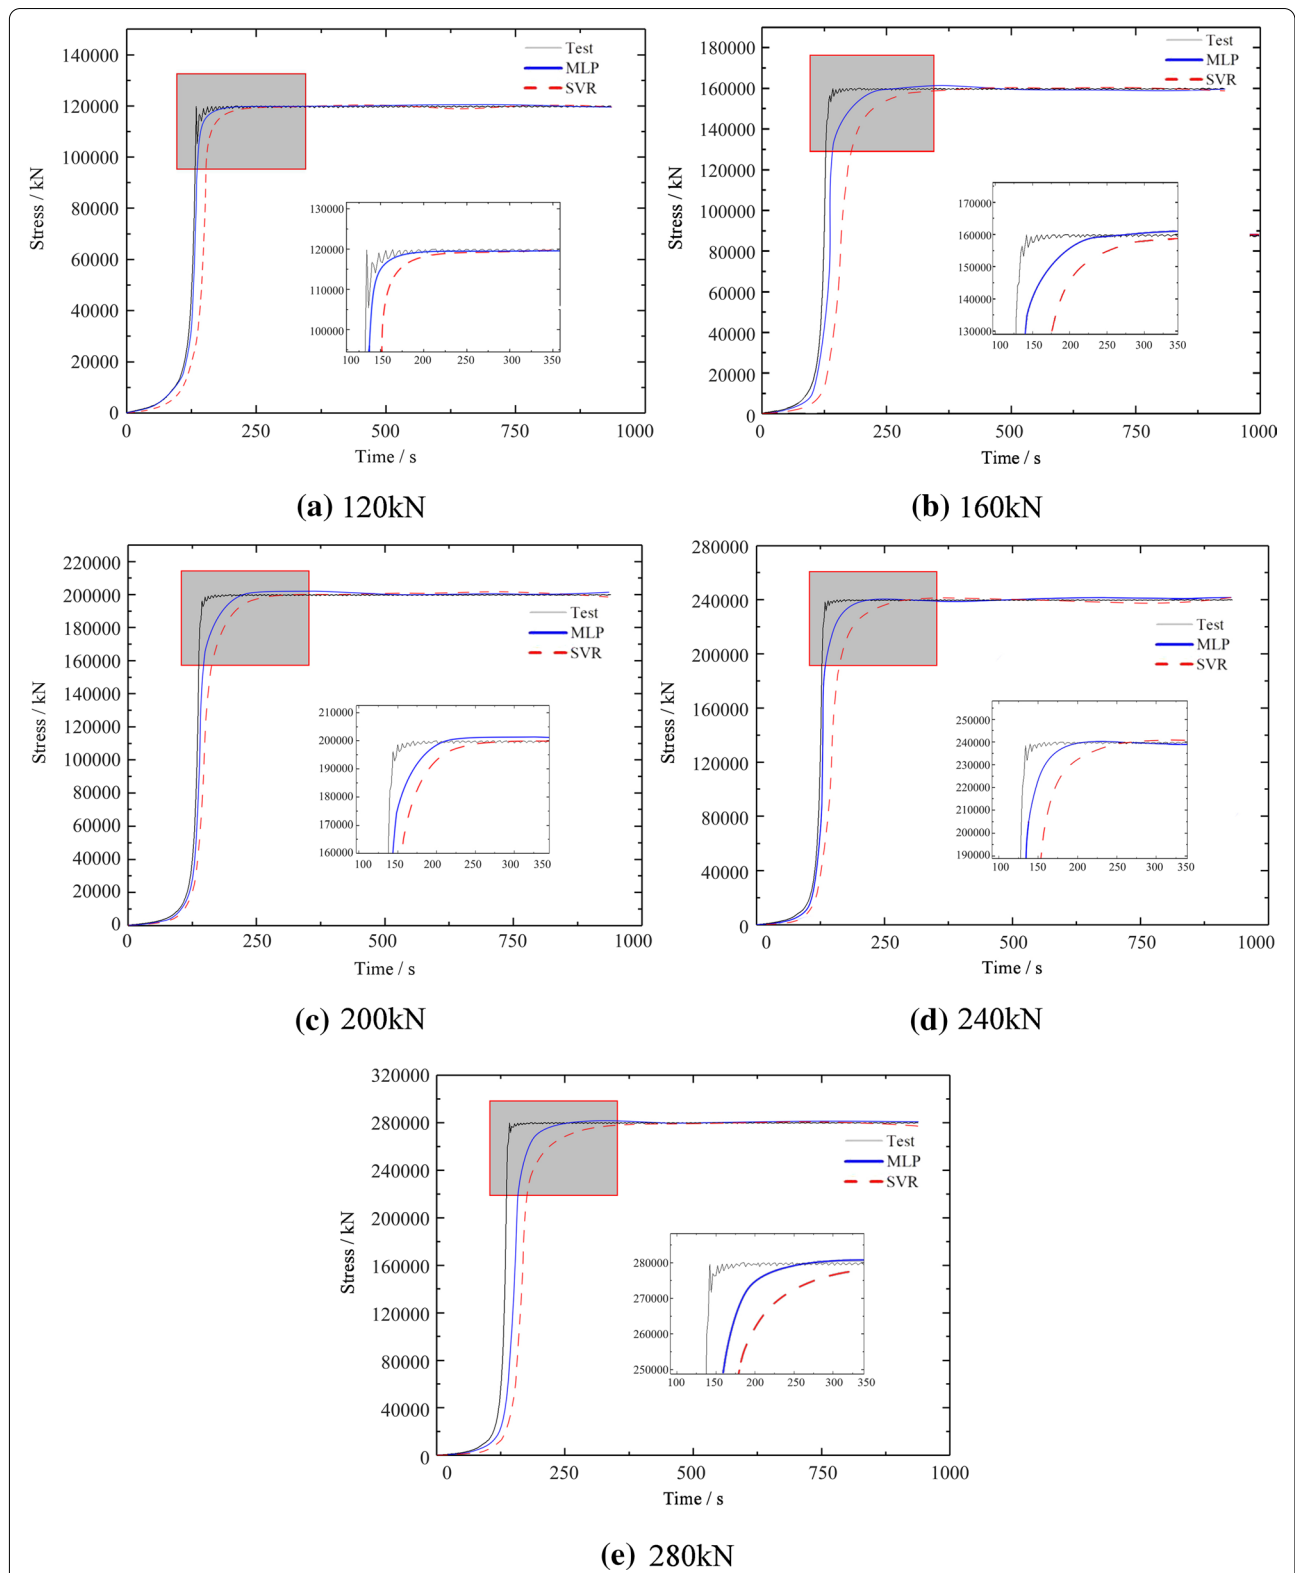 140000
120000
100000
80000
60000
40000
20000
0
Stress / kN
Test
MLP
SVR
130000
120000
110000
100000
100 150 200 250 300 350
0 250 500 750 1000
Time / s
(a) 120kN
180000
160000
140000
120000
100000
80000
60000
40000
20000
0
Stress / kN
Test
MLP
SVR
170000
160000
150000
140000
130000
100 150 200 250 300 350
0 250 500 750 1000
Time / s
(b) 160kN
220000
200000
180000
160000
140000
120000
100000
80000
60000
40000
20000
0
Stress / kN
Test
MLP
SVR
210000
200000
190000
180000
170000
160000
100 150 200 250 300 350
0 250 500 750 1000
Time / s
(c) 200kN
280000
240000
200000
160000
120000
80000
40000
0
Stress / kN
Test
MLP
SVR
250000
240000
230000
220000
210000
200000
190000
100 150 200 250 300 350
0 250 500 750 1000
Time / s
(d) 240kN
320000
280000
240000
200000
160000
120000
80000
40000
0
Stress / kN
Test
MLP
SVR
280000
270000
260000
250000
100 150 200 250 300 350
0 250 500 750 1000
Time / s
(e) 280kN